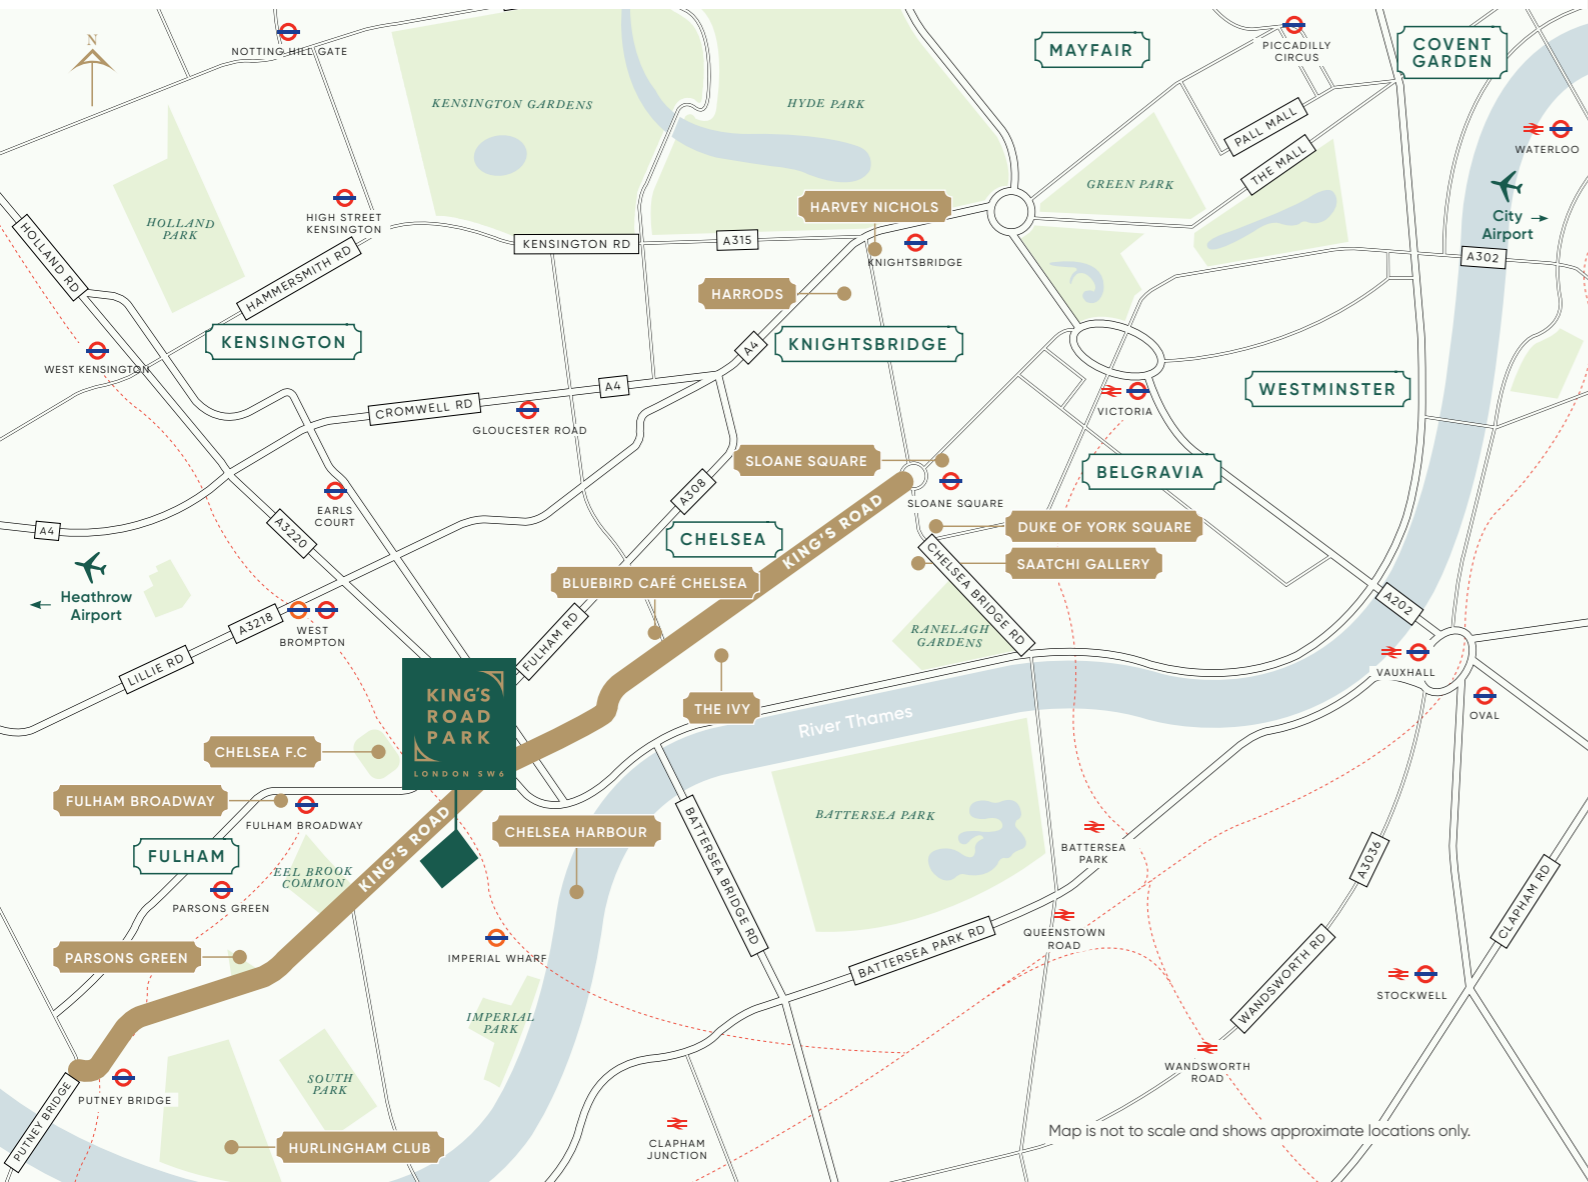 N
NOTTING HILL GATE
KENSINGTON GARDENS
HYDE PARK
MAYFAIR
PICCADILLY
CIRCUS
COVENT
GARDEN
PALL MALL
THE MALL
WATERLOO
GREEN PARK
City
Airport
HOLLAND
PARK
HIGH STREET
KENSINGTON
HARVEY NICHOLS
HOLLAND RD
HAMMERSMITH RD
KENSINGTON RD
A315
KNIGHTSBRIDGE
A302
HARRODS
KENSINGTON
A4
KNIGHTSBRIDGE
WEST KENSINGTON
WESTMINSTER
CROMWELL RD
A4
GLOUCESTER ROAD
VICTORIA
SLOANE SQUARE
BELGRAVIA
A308
SLOANE SQUARE
EARLS
COURT
A4
A3220
CHELSEA
KING'S ROAD
DUKE OF YORK SQUARE
SAATCHI GALLERY
CHELSEA BRIDGE RD
BLUEBIRD CAFÉ CHELSEA
Heathrow
Airport
A202
A3218
WEST
BROMPTON
RANELAGH
GARDENS
LILLIE RD
FULHAM RD
VAUXHALL
KING'S
ROAD
PARK
LONDON SW6
THE IVY
River Thames
OVAL
CHELSEA F.C
FULHAM BROADWAY
FULHAM BROADWAY
CHELSEA HARBOUR
BATTERSEA PARK
FULHAM
KING'S ROAD
BATTERSEA BRIDGE RD
BATTERSEA
PARK
A3036
EEL BROOK
COMMON
PARSONS GREEN
CLAPHAM RD
QUEENSTOWN
ROAD
BATTERSEA PARK RD
PARSONS GREEN
IMPERIAL WHARF
WANDSWORTH RD
STOCKWELL
IMPERIAL
PARK
WANDSWORTH
ROAD
SOUTH
PARK
PUTNEY BRIDGE
PUTNEY BRIDGE
HURLINGHAM CLUB
CLAPHAM
JUNCTION
Map is not to scale and shows approximate locations only.